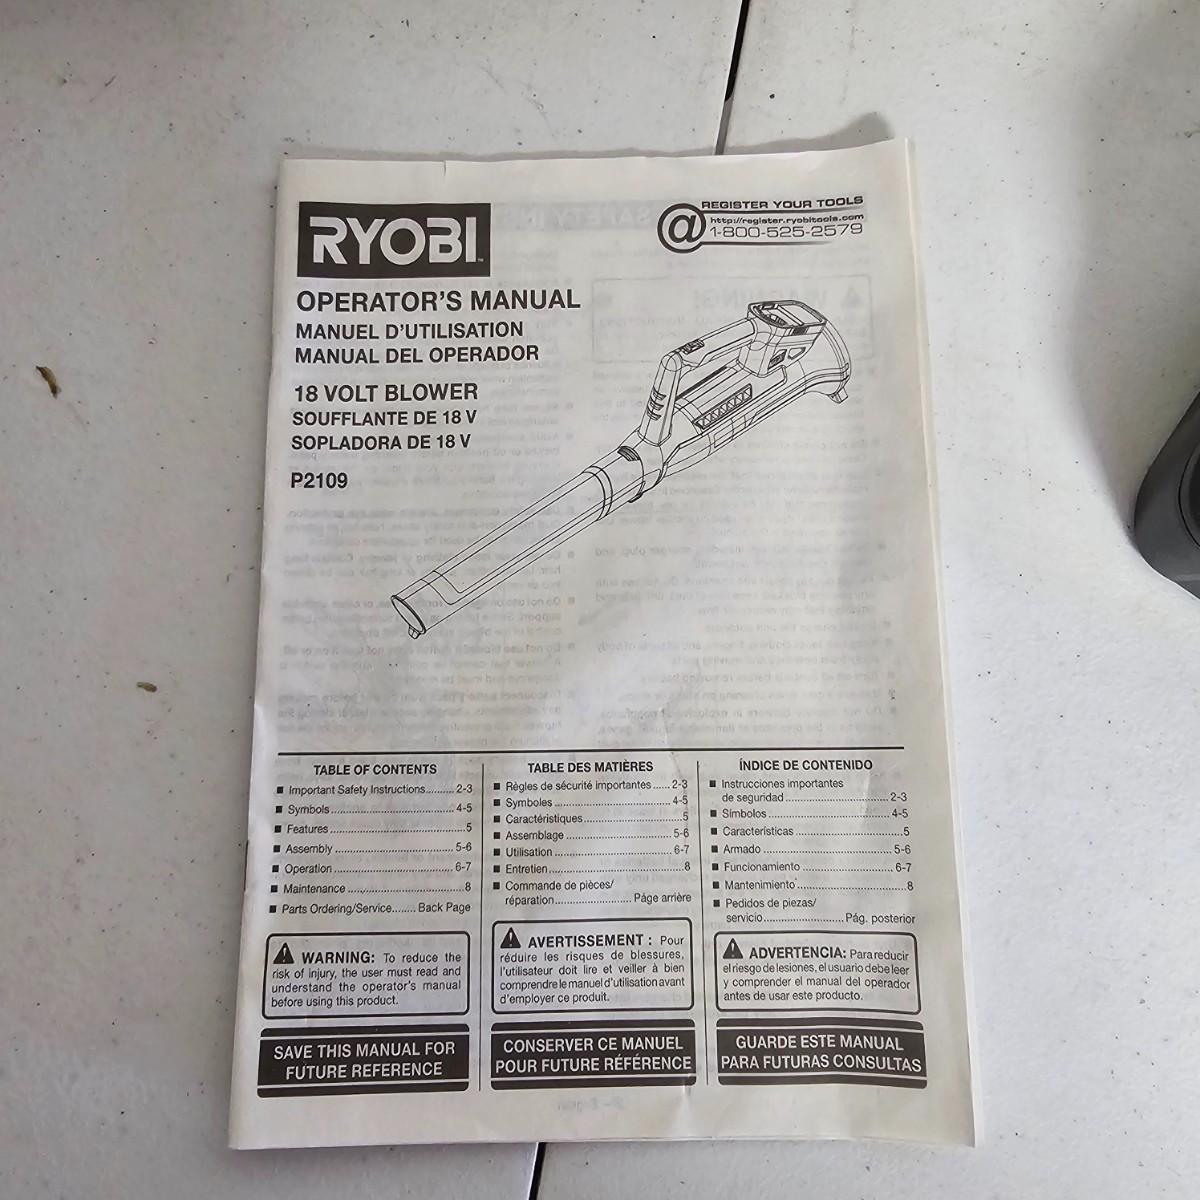 RYOBI
REGISTER YOUR TOOLS
http://register.ryobitools.com
1-800-525-2579
OPERATOR'S MANUAL
MANUEL D'UTILISATION
MANUAL DEL OPERADOR
18 VOLT BLOWER
SOUFFLANTE DE 18 V
SOPLADORA DE 18 V
P2109
TABLE OF CONTENTS
■ Important Safety Instructions..........2-3
■ Symbols......................................4-5
■ Features........................................5
■ Assembly.....................................5-6
■ Operation....................................6-7
■ Maintenance.................................8
■ Parts Ordering/Service........ Back Page
WARNING: To reduce the
risk of injury, the user must read and
understand the operator's manual
before using this product.
SAVE THIS MANUAL FOR
FUTURE REFERENCE
TABLE DES MATIÈRES
■ Règles de sécurité importantes......2-3
■ Symboles....................................4-5
■ Caractéristiques.............................5
■ Assemblage.................................5-6
■ Utilisation....................................6-7
■ Entretien.......................................8
■ Commande de pièces/
réparation........................Páge arrière
AVERTISSEMENT : Pour
réduire les risques de blessures,
l'utilisateur doit lire et veiller à bien
comprendre le manuel d'utilisation avant
d'employer ce produit.
CONSERVER CE MANUEL
POUR FUTURE RÉFÉRENCE
ÍNDICE DE CONTENIDO
■ Instrucciones importantes
de seguridad...............................2-3
■ Símbolos.....................................4-5
■ Características...............................5
■ Armado.......................................5-6
■ Funcionamiento...........................6-7
■ Mantenimiento...............................8
■ Pedidos de piezas/
servicio........................Pág. posterior
ADVERTENCIA: Para reducir
el riesgo de lesiones, el usuario debe leer
y comprender el manual del operador
antes de usar este producto.
GUARDE ESTE MANUAL
PARA FUTURAS CONSULTAS